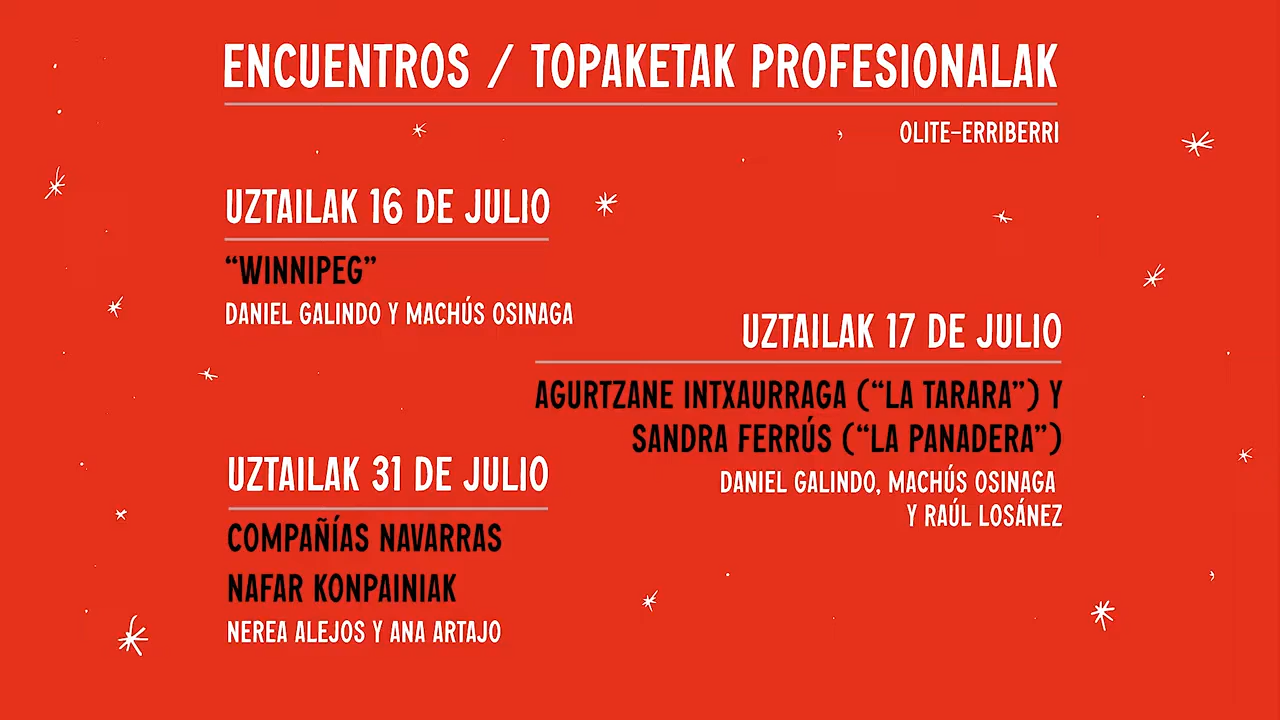 ENCUENTROS / TOPAKETAK PROFESIONALAK
OLITE-ERRIBERRI
UZTAILAK 16 DE JULIO
“WINNIPEG”
DANIEL GALINDO Y MACHÚS OSINAGA
UZTAILAK 17 DE JULIO
AGURTZANE INTXAURRAGA (“LA TARARA”) Y
SANDRA FERRÚS (“LA PANADERA”)
DANIEL GALINDO, MACHÚS OSINAGA
Y RAÚL LOSÁNEZ
UZTAILAK 31 DE JULIO
COMPAÑÍAS NAVARRAS
NAFAR KONPAINIAK
NEREA ALEJOS Y ANA ARTAJO